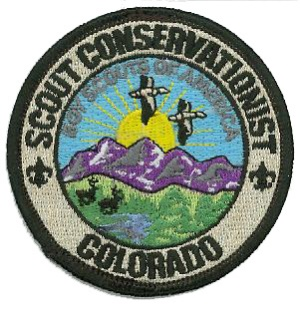 SCOUT CONSERVATIONIST
BOY SCOUTS OF AMERICA
COLORADO